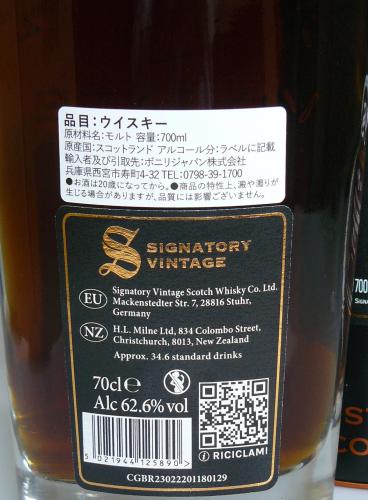 品目：ウイスキー
原材料名：モルト 容量：700ml
原産国：スコットランド アルコール分：ラベルに記載
輸入者及び引取先：ボニリジャパン株式会社
兵庫県西宮市寿町4-32 TEL:0798-39-1700
●お酒は20歳になってから。●商品の特性上、澱や濁りが
生じる場合がありますが、品質には影響ございません。
S
SIGNATORY
VINTAGE
EU
Signatory Vintage Scotch Whisky Co. Ltd.
Mackenstedter Str. 7, 28816 Stuhr,
Germany
NZ
H.L. Milne Ltd, 834 Colombo Street,
Christchurch, 8013, New Zealand
Approx. 34.6 standard drinks
70cl e
Alc 62.6%vol
5 021944 125890 >
i RICICLAMI
CGBR23022201180129
700
ST
CO